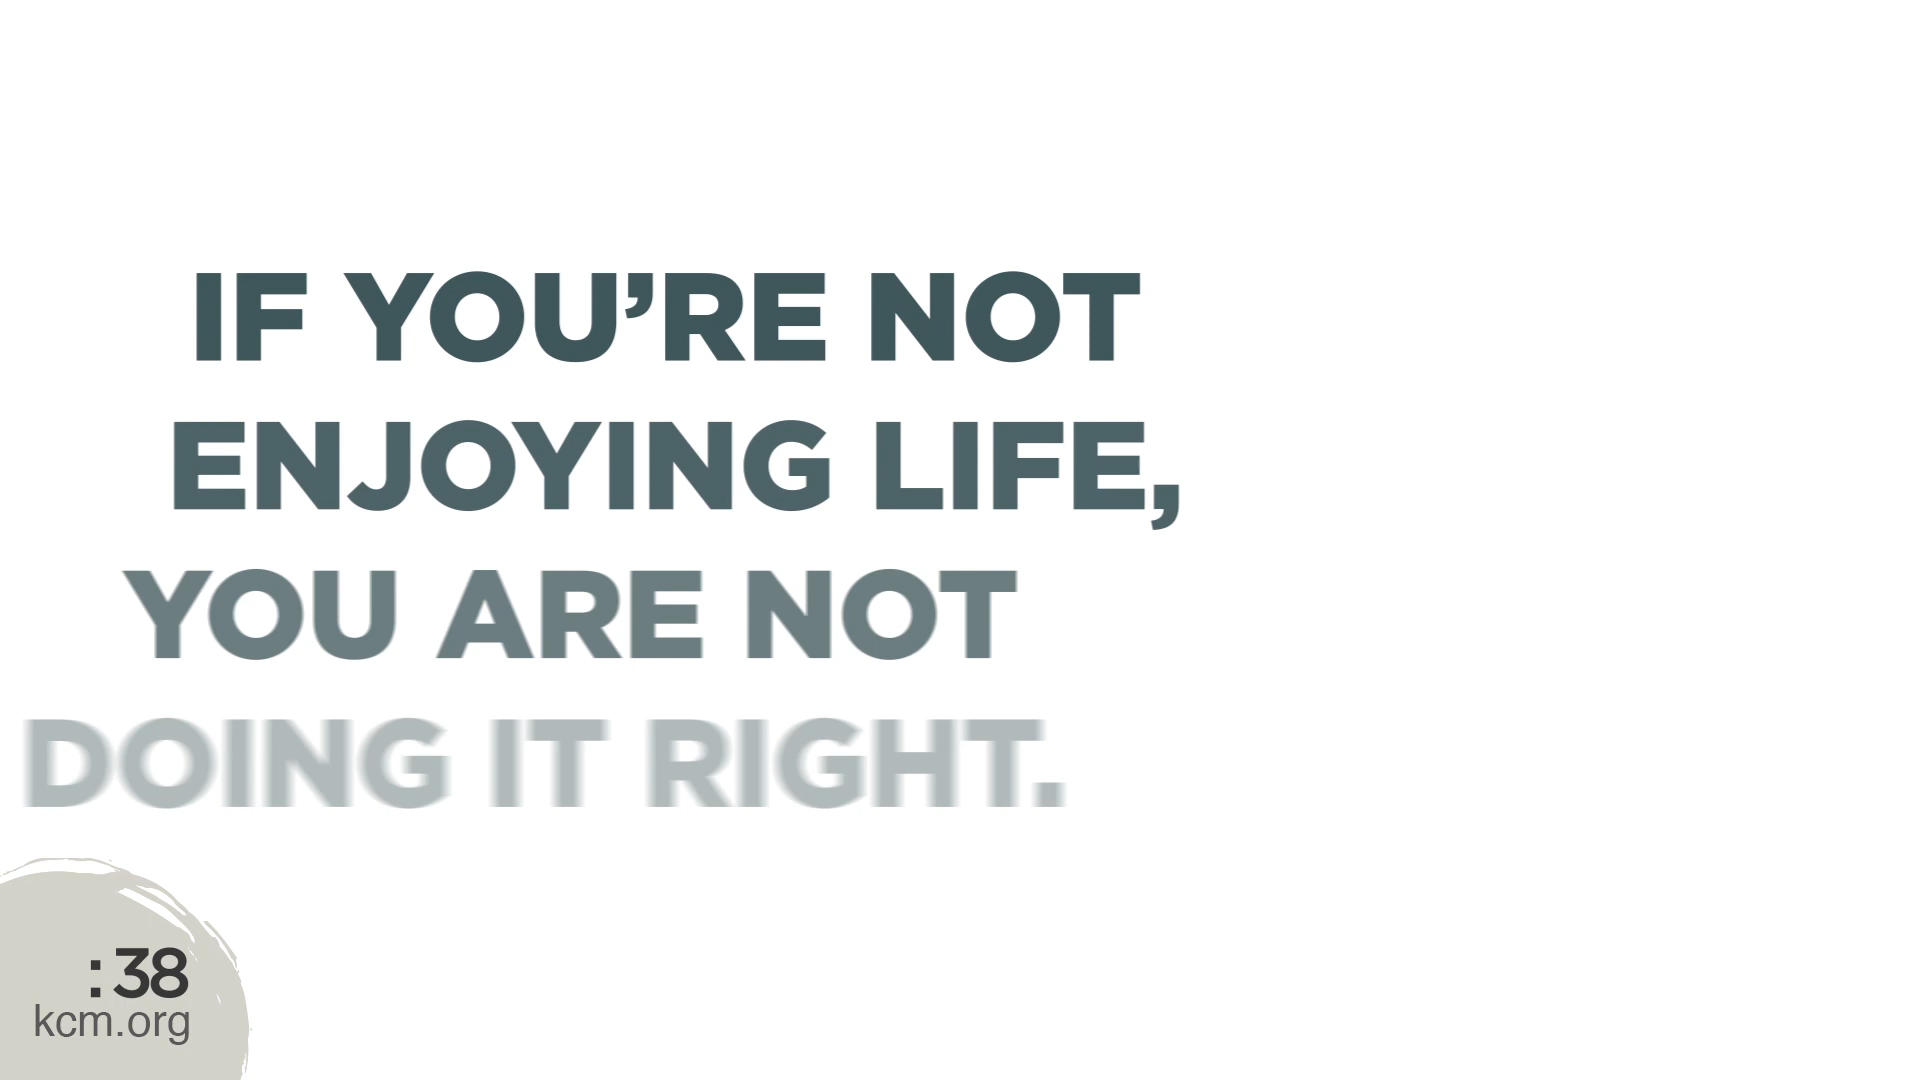 IF YOU’RE NOT
ENJOYING LIFE,
YOU ARE NOT
DOING IT RIGHT.
:38
kcm.org